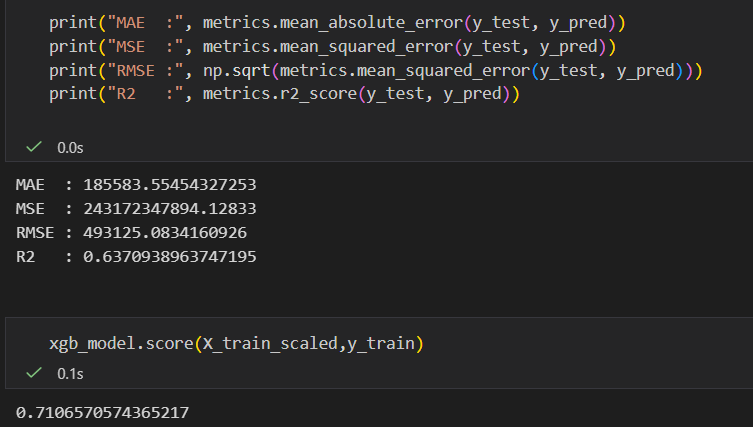 print("MAE  :", metrics.mean_absolute_error(y_test, y_pred))
print("MSE  :", metrics.mean_squared_error(y_test, y_pred))
print("RMSE :", np.sqrt(metrics.mean_squared_error(y_test, y_pred)))
print("R2   :", metrics.r2_score(y_test, y_pred))
0.0s
MAE  : 185583.55454327253
MSE  : 243172347894.12833
RMSE : 493125.0834160926
R2   : 0.6370938963747195
xgb_model.score(X_train_scaled,y_train)
0.1s
0.7106570574365217